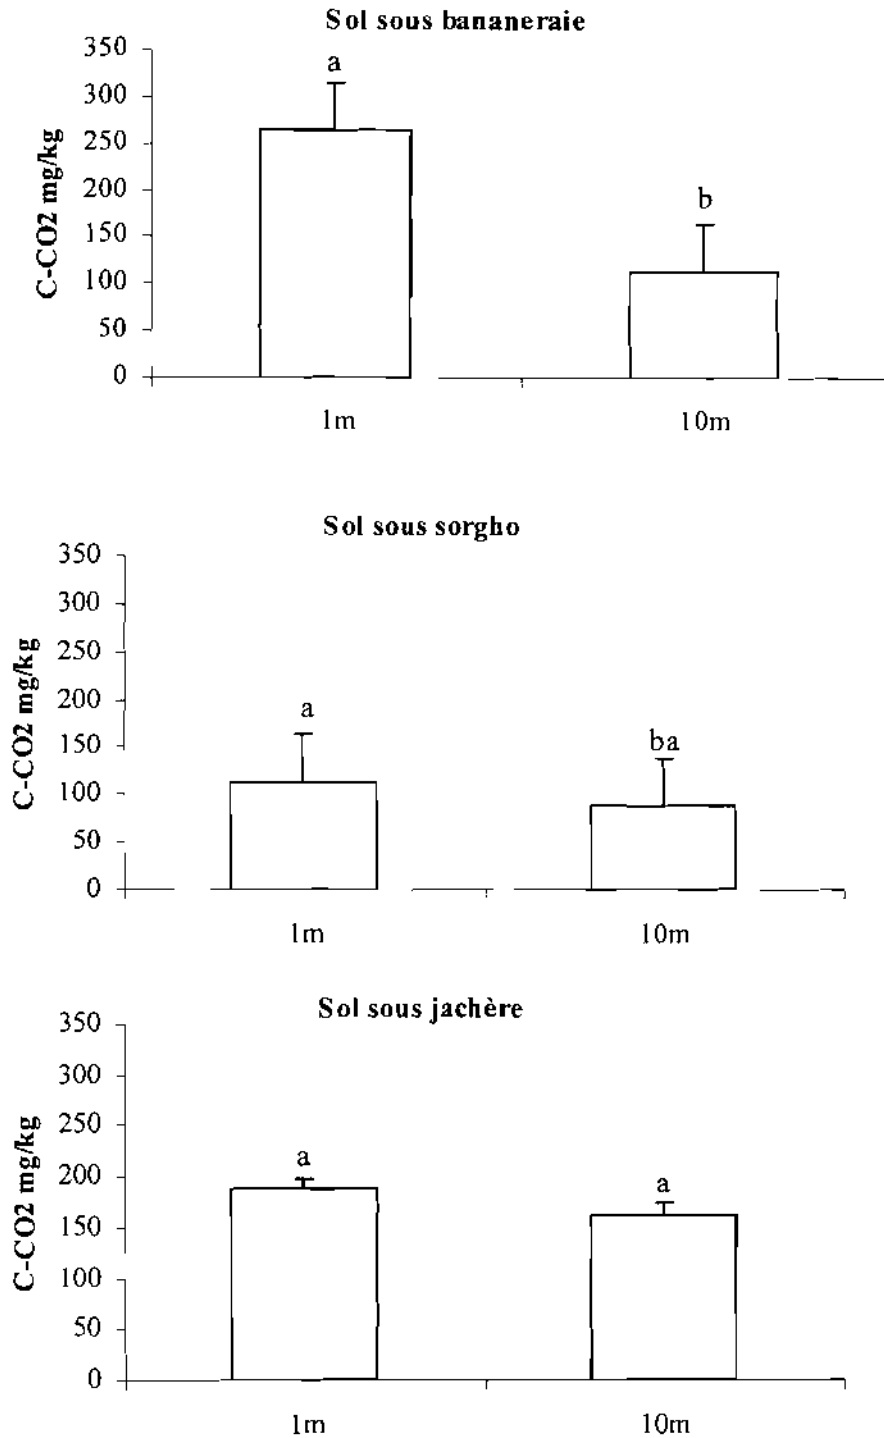 Sol sous bananeraie
C-CO2 mg/kg
350
300
250
200
150
100
50
0
a
b
1m
10m
Sol sous sorgho
C-CO2 mg/kg
350
300
250
200
150
100
50
0
a
ba
1m
10m
Sol sous jachère
C-CO2 mg/kg
350
300
250
200
150
100
50
0
a
a
1m
10m